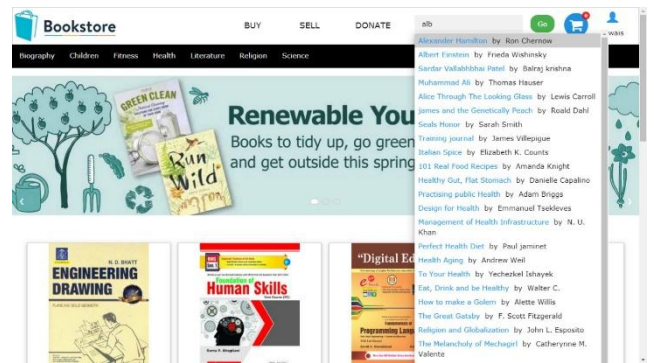 Bookstore
BUY SELL DONATE alb Go
wais
Biography Children Fitness Health Literature Religion Science
Alexander Hamilton by Ron Chernow
Albert Einstein by Frieda Wishinsky
Sardar Vallabhbhai Patel by Balraj krishna
Muhammad Ali by Thomas Hauser
Alice Through The Looking Glass by Lewis Carroll
James and the Genetically Peach by Roald Dahl
Seals Honor by Sarah Smith
Training journal by James Villepigue
Italian Spice by Elizabeth K. Counts
101 Real Food Recipes by Amanda Knight
Healthy Gut, Flat Stomach by Danielle Capalino
Practising public Health by Adam Briggs
Design for Health by Emmanuel Tsekleves
Management of Health Infrastructure by N. U.
Khan
Perfect Health Diet by Paul jaminet
Health Aging by Andrew Weil
To Your Health by Yechezkel Ishayek
Eat, Drink and be Healthy by Walter C.
How to make a Golem by Alette Willis
The Great Gatsby by F. Scott Fitzgerald
Religion and Globalization by John L. Esposito
The Melancholy of Mechagirl by Catherynne M.
Valente
GREEN CLEAN
Run Wild
Renewable You
Books to tidy up, go green
and get outside this spring
N. D. BHATT
ENGINEERING
DRAWING
Foundation of
Human Skills
"Digital Ed
Programming Lang